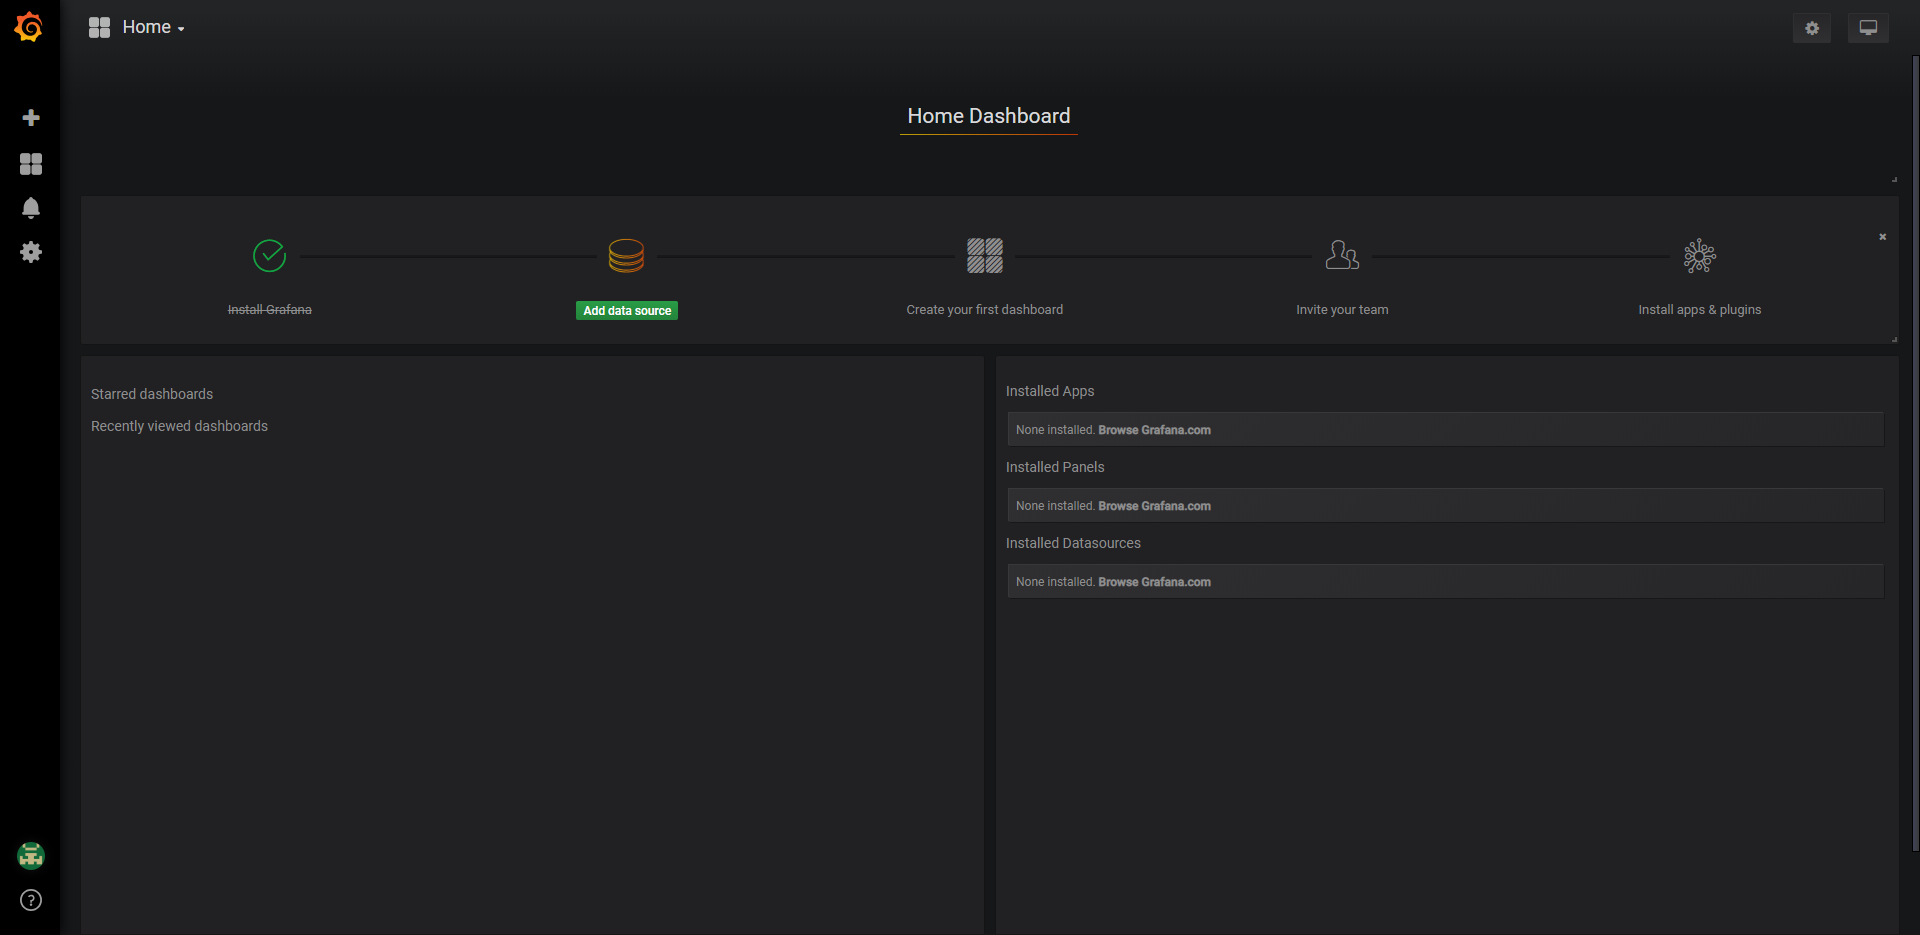 Home
Home Dashboard
Install Grafana
Add data source
Create your first dashboard
Invite your team
Install apps & plugins
Starred dashboards
Recently viewed dashboards
Installed Apps
None installed. Browse Grafana.com
Installed Panels
None installed. Browse Grafana.com
Installed Datasources
None installed. Browse Grafana.com
?